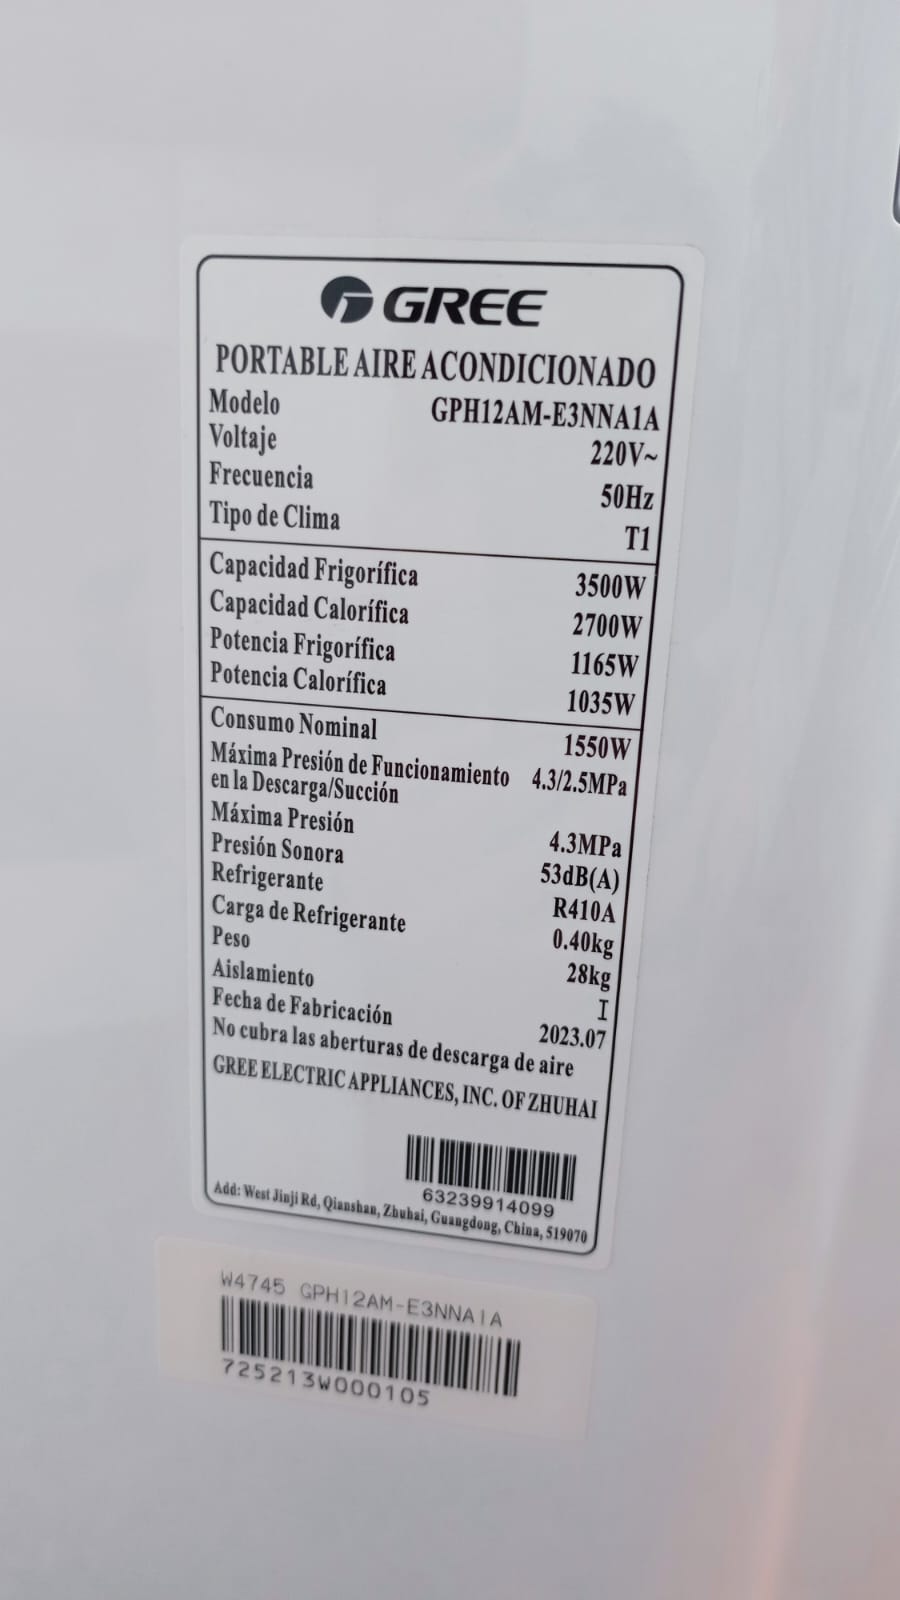 GREE
PORTABLE AIRE ACONDICIONADO
Modelo GPH12AM-E3NNA1A
Voltaje 220V~
Frecuencia 50Hz
Tipo de Clima T1
Capacidad Frigorífica 3500W
Capacidad Calorífica 2700W
Potencia Frigorífica 1165W
Potencia Calorífica 1035W
Consumo Nominal 1550W
Máxima Presión de Funcionamiento 4.3/2.5MPa
en la Descarga/Succión
Máxima Presión 4.3MPa
Presión Sonora 53dB(A)
Refrigerante R410A
Carga de Refrigerante 0.40kg
Peso 28kg
Aislamiento I
Fecha de Fabricación 2023.07
No cubra las aberturas de descarga de aire
GREE ELECTRIC APPLIANCES, INC. OF ZHUHAI
63239914099
Add: West Jinji Rd, Qianshan, Zhuhai, Guangdong, China, 519070
W4745 GPH12AM-E3NNA1A
725213W000105